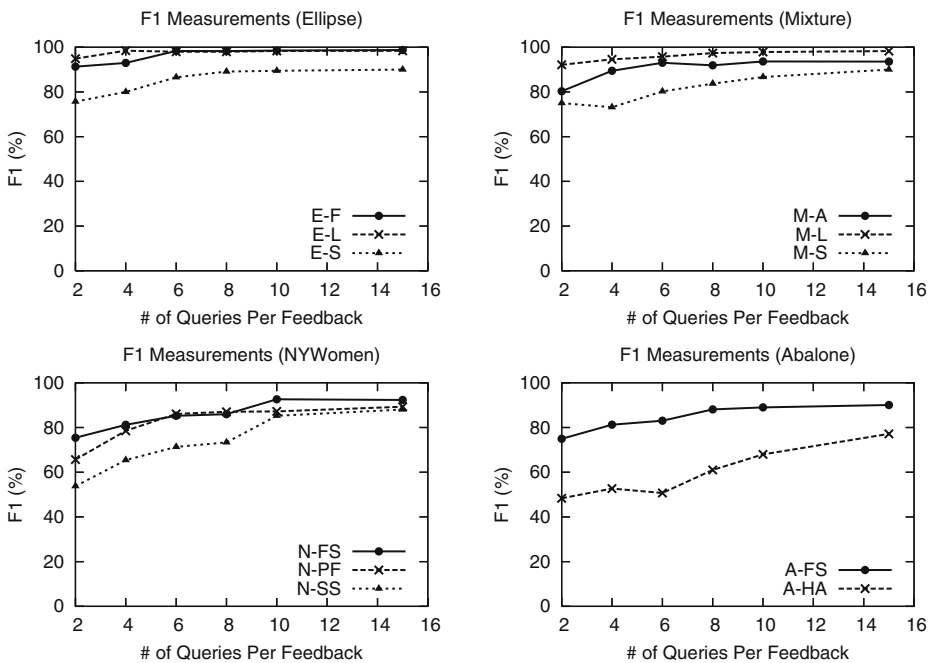 F1 Measurements (Ellipse)
100
80
60
40
20
0
F1 (%)
E-F
E-L
E-S
2 4 6 8 10 12 14 16
# of Queries Per Feedback
F1 Measurements (Mixture)
100
80
60
40
20
0
F1 (%)
M-A
M-L
M-S
2 4 6 8 10 12 14 16
# of Queries Per Feedback
F1 Measurements (NYWomen)
100
80
60
40
20
0
F1 (%)
N-FS
N-PF
N-SS
2 4 6 8 10 12 14 16
# of Queries Per Feedback
F1 Measurements (Abalone)
100
80
60
40
20
0
F1 (%)
A-FS
A-HA
2 4 6 8 10 12 14 16
# of Queries Per Feedback